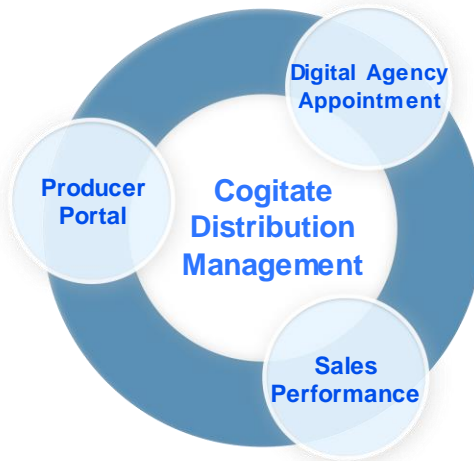 Digital Agency
Appointment
Producer
Portal
Cogitate
Distribution
Management
Sales
Performance